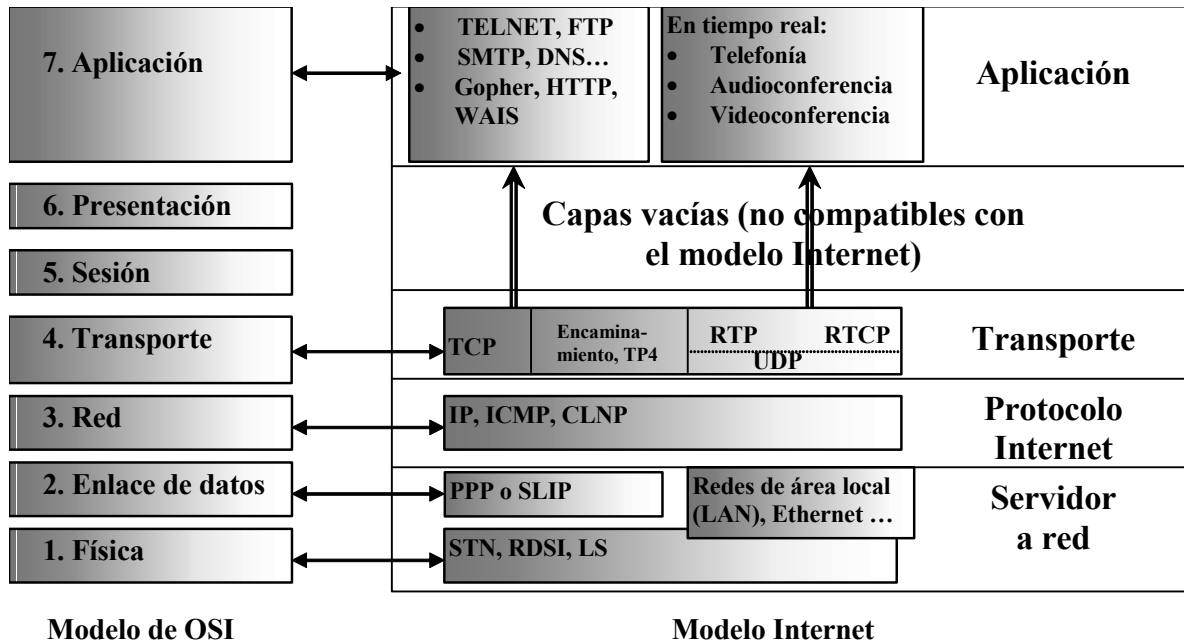 7. Aplicación
• TELNET, FTP
• SMTP, DNS…
• Gopher, HTTP,
WAIS
En tiempo real:
• Telefonía
• Audioconferencia
• Videoconferencia
Aplicación
6. Presentación
5. Sesión
Capas vacías (no compatibles con
el modelo Internet)
4. Transporte
TCP
Encamina-
miento, TP4
RTP RTCP
UDP
Transporte
3. Red
IP, ICMP, CLNP
Protocolo
Internet
2. Enlace de datos
PPP o SLIP
Redes de área local
(LAN), Ethernet …
Servidor
a red
1. Física
STN, RDSI, LS
Modelo de OSI
Modelo Internet